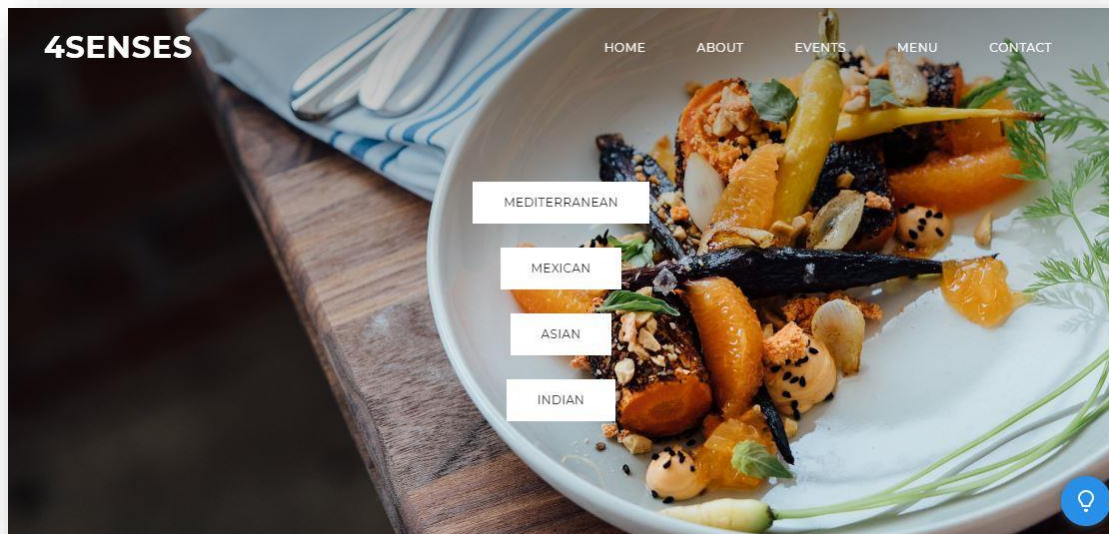 4SENSES
HOME ABOUT EVENTS MENU CONTACT
MEDITERRANEAN
MEXICAN
ASIAN
INDIAN